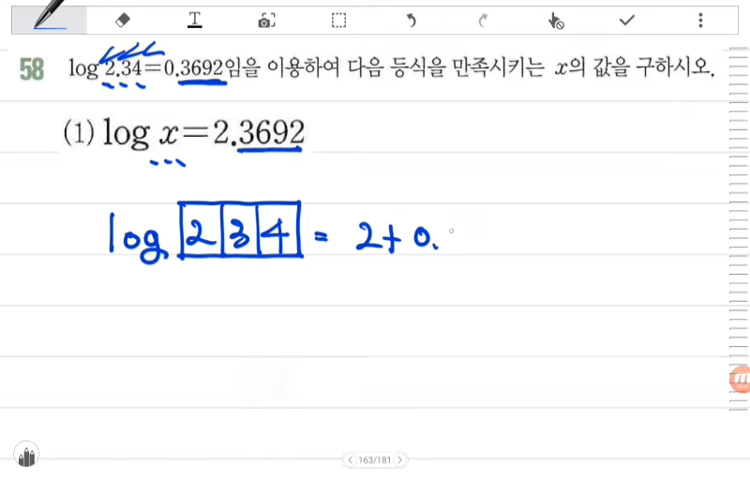 T
58 log 2.34=0.3692임을 이용하여 다음 등식을 만족시키는 x의 값을 구하시오.
(1) log x=2.3692
log 234 = 2+ 0.
163/181